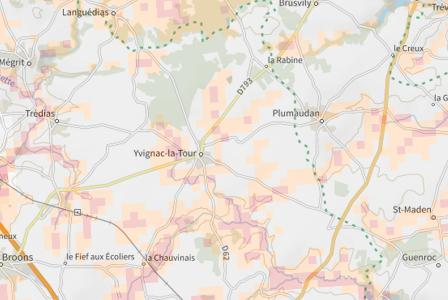 Brusvily
Languédias
le Creux
la Rabine
Mégrit
D793
Trédias
Plumaudan
Yvignac-la-Tour
St-Maden
D62
Broons
le Fief aux Écoliers
la Chauvinais
Guenroc